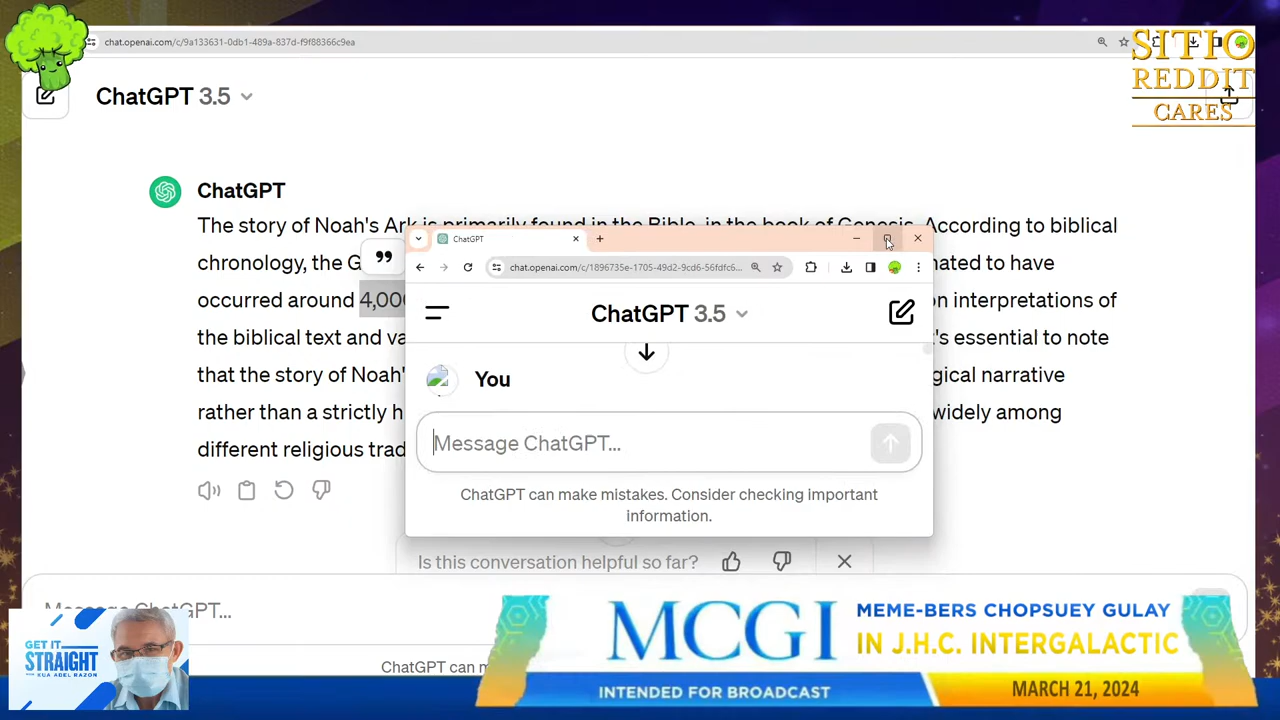 chat.openai.com/c/9a133631-0db1-489a-837d-f9f88366c9ea
SITIO
REDDIT
CARES
ChatGPT 3.5
ChatGPT
The story of Noah's Ark is primarily found in the Bible, in the book of Genesis. According to biblical
chronology, the G
nated to have
occurred around 4,000
on interpretations of
the biblical text and va
's essential to note
that the story of Noah'
gical narrative
rather than a strictly h
widely among
different religious trad
ChatGPT
chat.openai.com/c/1896735e-1705-49d2-9cd6-56fdfc6...
ChatGPT 3.5
You
Message ChatGPT...
ChatGPT can make mistakes. Consider checking important
information.
Is this conversation helpful so far?
Message ChatGPT...
ChatGPT can m
GET IT
STRAIGHT
WITH KUA ADEL RAZON
MCGI
MEME-BERS CHOPSUEY GULAY
IN J.H.C. INTERGALACTIC
INTENDED FOR BROADCAST
MARCH 21, 2024